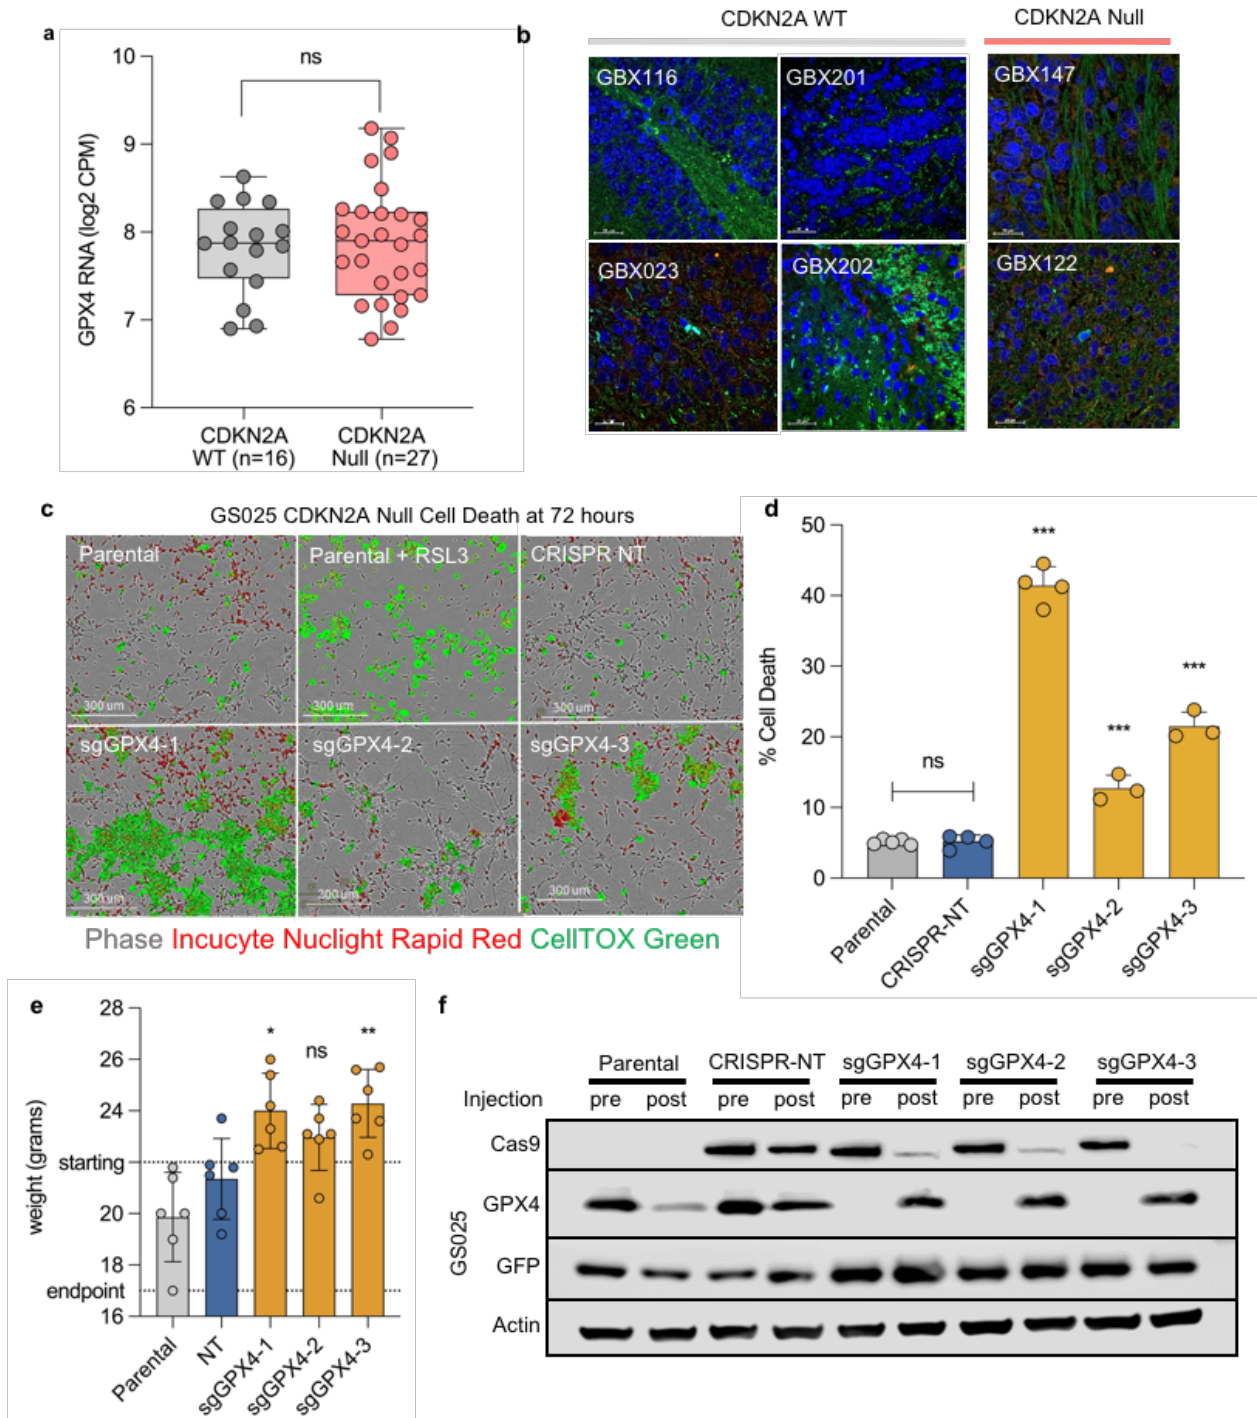 a
ns
10
9
8
7
6
GPX4 RNA (log2 CPM)
CDKN2A WT (n=16)
CDKN2A Null (n=27)
b
CDKN2A WT
CDKN2A Null
GBX116
GBX201
GBX147
GBX023
GBX202
GBX122
c
GS025 CDKN2A Null Cell Death at 72 hours
Parental
Parental + RSL3
CRISPR NT
300 um
300 um
300 um
sgGPX4-1
sgGPX4-2
sgGPX4-3
300 um
300 um
300 um
Phase Incucyte Nuclight Rapid Red CellTOX Green
d
50
40
30
20
10
0
% Cell Death
ns
***
***
***
Parental
CRISPR-NT
sgGPX4-1
sgGPX4-2
sgGPX4-3
e
28
26
24
starting
20
18
endpoint
16
weight (grams)
*
ns
**
Parental
NT
sgGPX4-1
sgGPX4-2
sgGPX4-3
f
Parental CRISPR-NT sgGPX4-1 sgGPX4-2 sgGPX4-3
Injection pre post pre post pre post pre post pre post
Cas9
GPX4
GFP
Actin
GS025